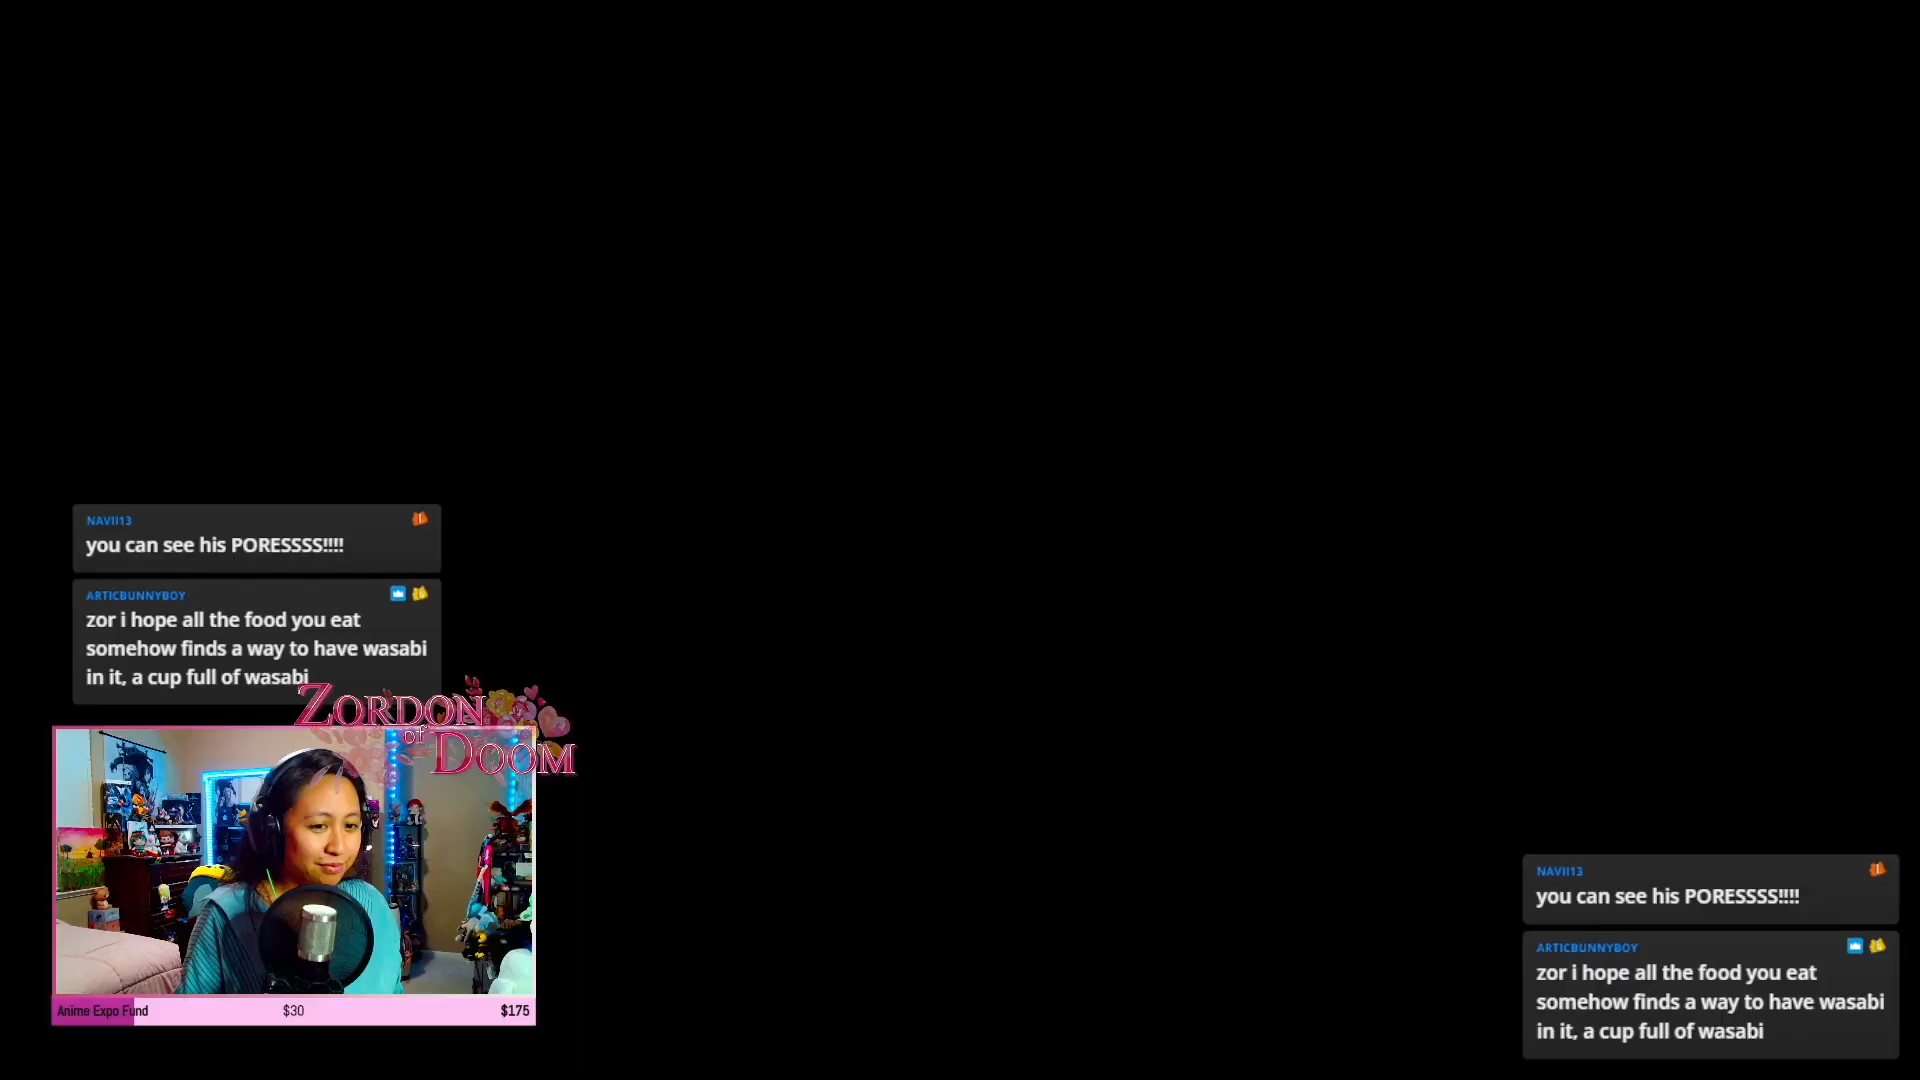 NAVII13
you can see his PORESSSS!!!!
ARTICBUNNYBOY
zor i hope all the food you eat
somehow finds a way to have wasabi
in it, a cup full of wasabi
ZORDON
of
DOOM
Anime Expo Fund $30 $175
NAVII13
you can see his PORESSSS!!!!
ARTICBUNNYBOY
zor i hope all the food you eat
somehow finds a way to have wasabi
in it, a cup full of wasabi